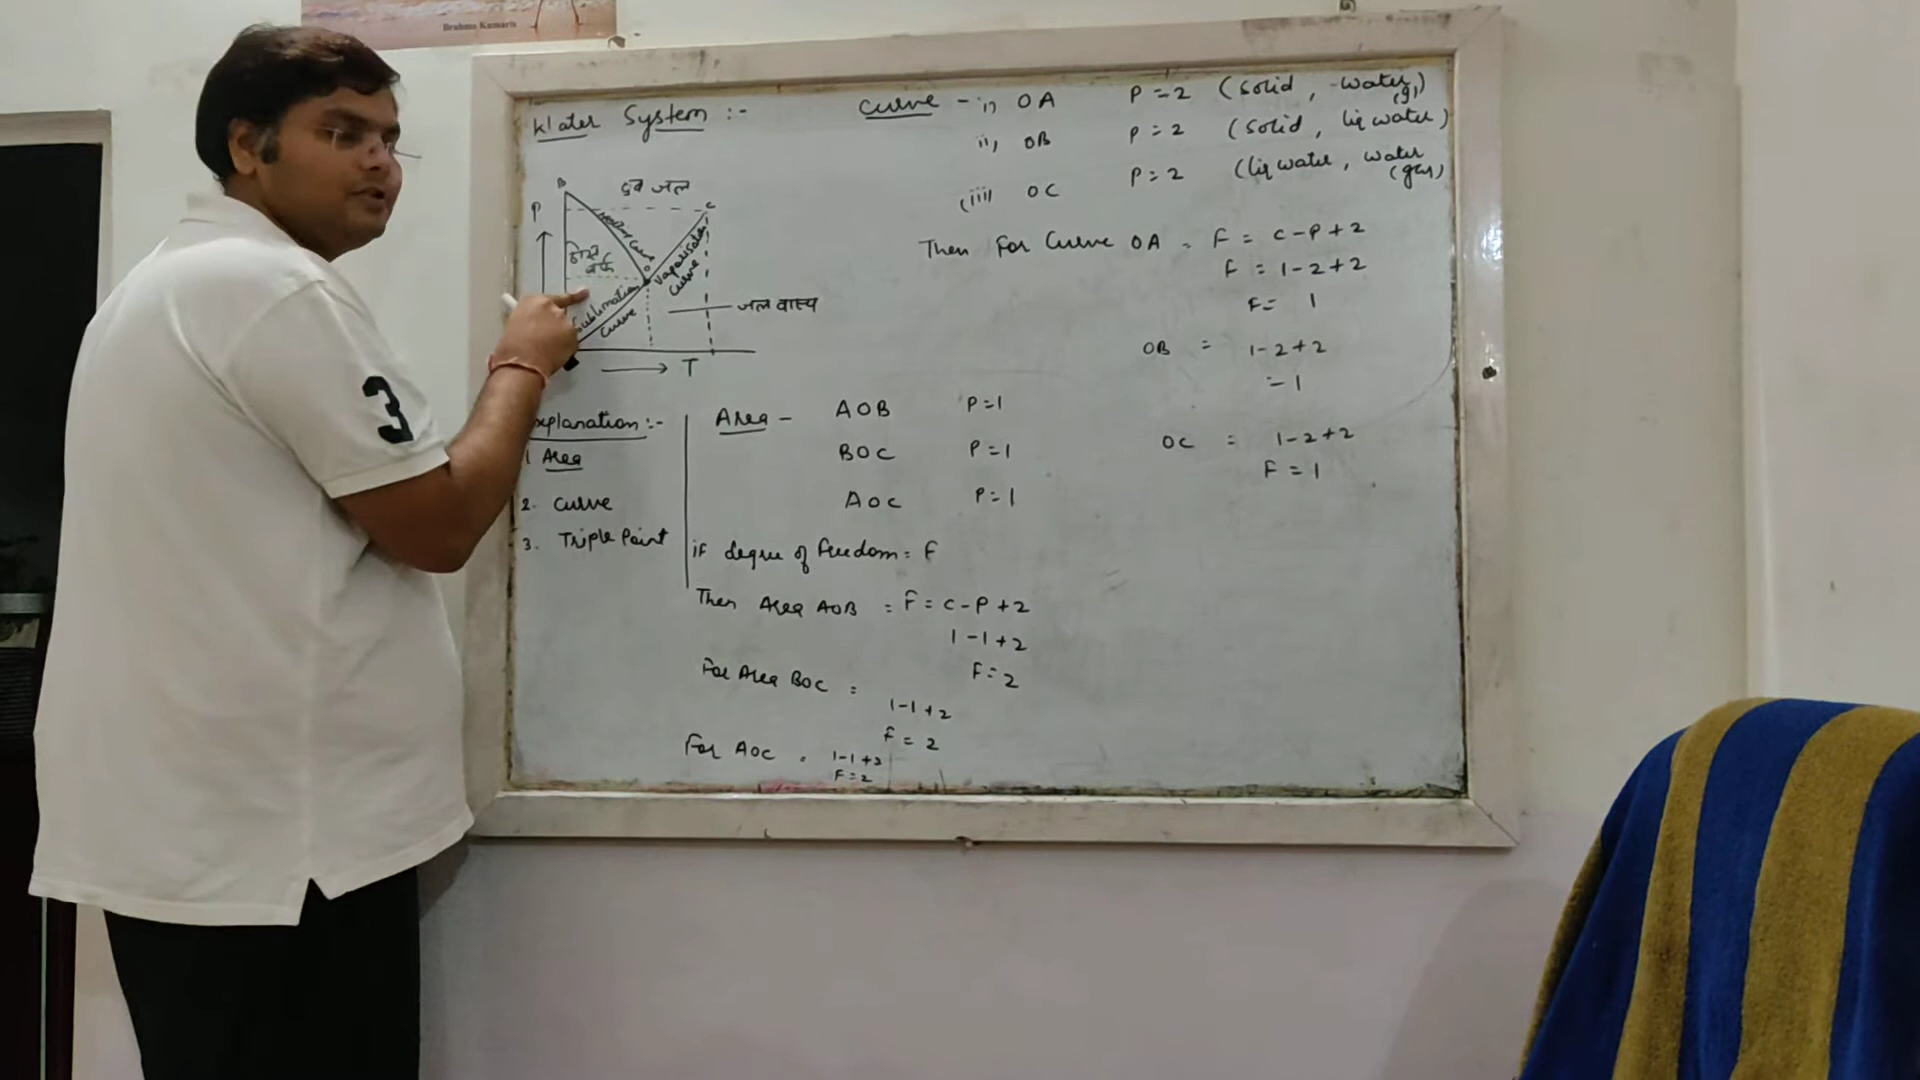 Brahma Kumaris
Water System :-
B
P
द्रव जल
C
ठोस
बर्फ
O
Vaporisation
Curve
Sublimation
Curve
जल वाष्प
T
3
Explanation :-
1 Area
2. Curve
3. Triple Point
Area - AOB P=1
BOC P=1
AOC P=1
if degree of freedom = F
Then Area AOB = F = C-P+2
1-1+2
F=2
For Area BOC =
1-1+2
F = 2
For AOC = 1-1+2
F=2
Curve - i, OA P=2 (Solid, -water)
(g)
ii, OB P=2 (Solid, liq water)
(iii) OC P=2 (liq water, water
(gas)
Then For Curve OA = F = C-P+2
F = 1-2+2
F= 1
OB = 1-2+2
=1
OC = 1-2+2
F=1